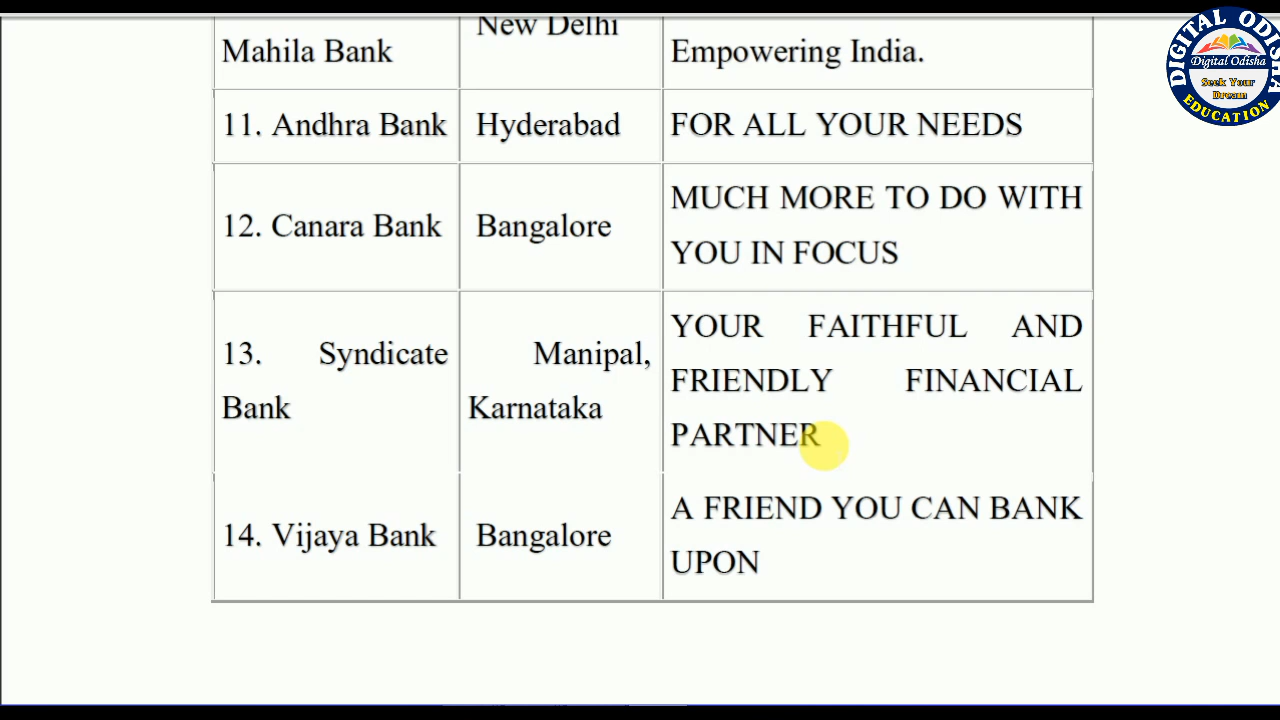 New Delhi
Mahila Bank
Empowering India.
11. Andhra Bank
Hyderabad
FOR ALL YOUR NEEDS
12. Canara Bank
Bangalore
MUCH MORE TO DO WITH
YOU IN FOCUS
13. Syndicate
Bank
Manipal,
Karnataka
YOUR FAITHFUL AND
FRIENDLY FINANCIAL
PARTNER
14. Vijaya Bank
Bangalore
A FRIEND YOU CAN BANK
UPON
DIGITAL ODISHA
Digital Odisha
Seek Your
Dream
EDUCATION